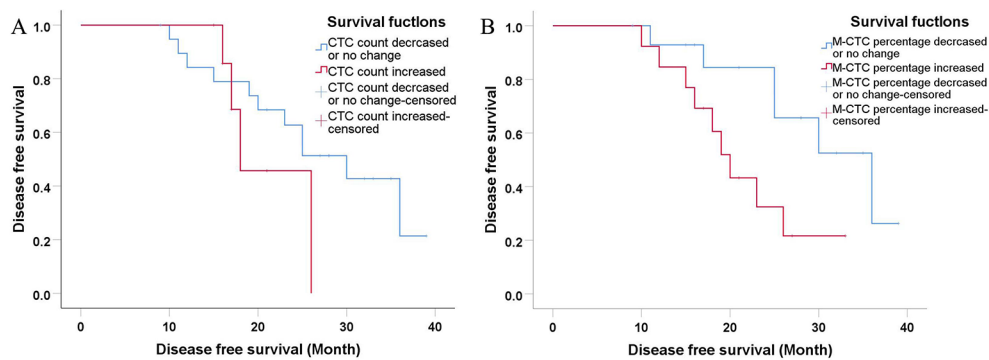 A
Survival fuctlons
CTC count decrcased
or no change
CTC count increased
CTC count decrcased
or no change-censored
CTC count increased-
censored
Disease free survival
1.0
0.8
0.6
0.4
0.2
0.0
0
10
20
30
40
Disease free survival (Month)
B
Survival fuctlons
M-CTC percentage decrcased
or no change
M-CTC percentage increased
M-CTC percentage decrcased
or no change-censored
M-CTC percentage increased-
censored
Disease free survival
1.0
0.8
0.6
0.4
0.2
0.0
0
10
20
30
40
Disease free survival (Month)